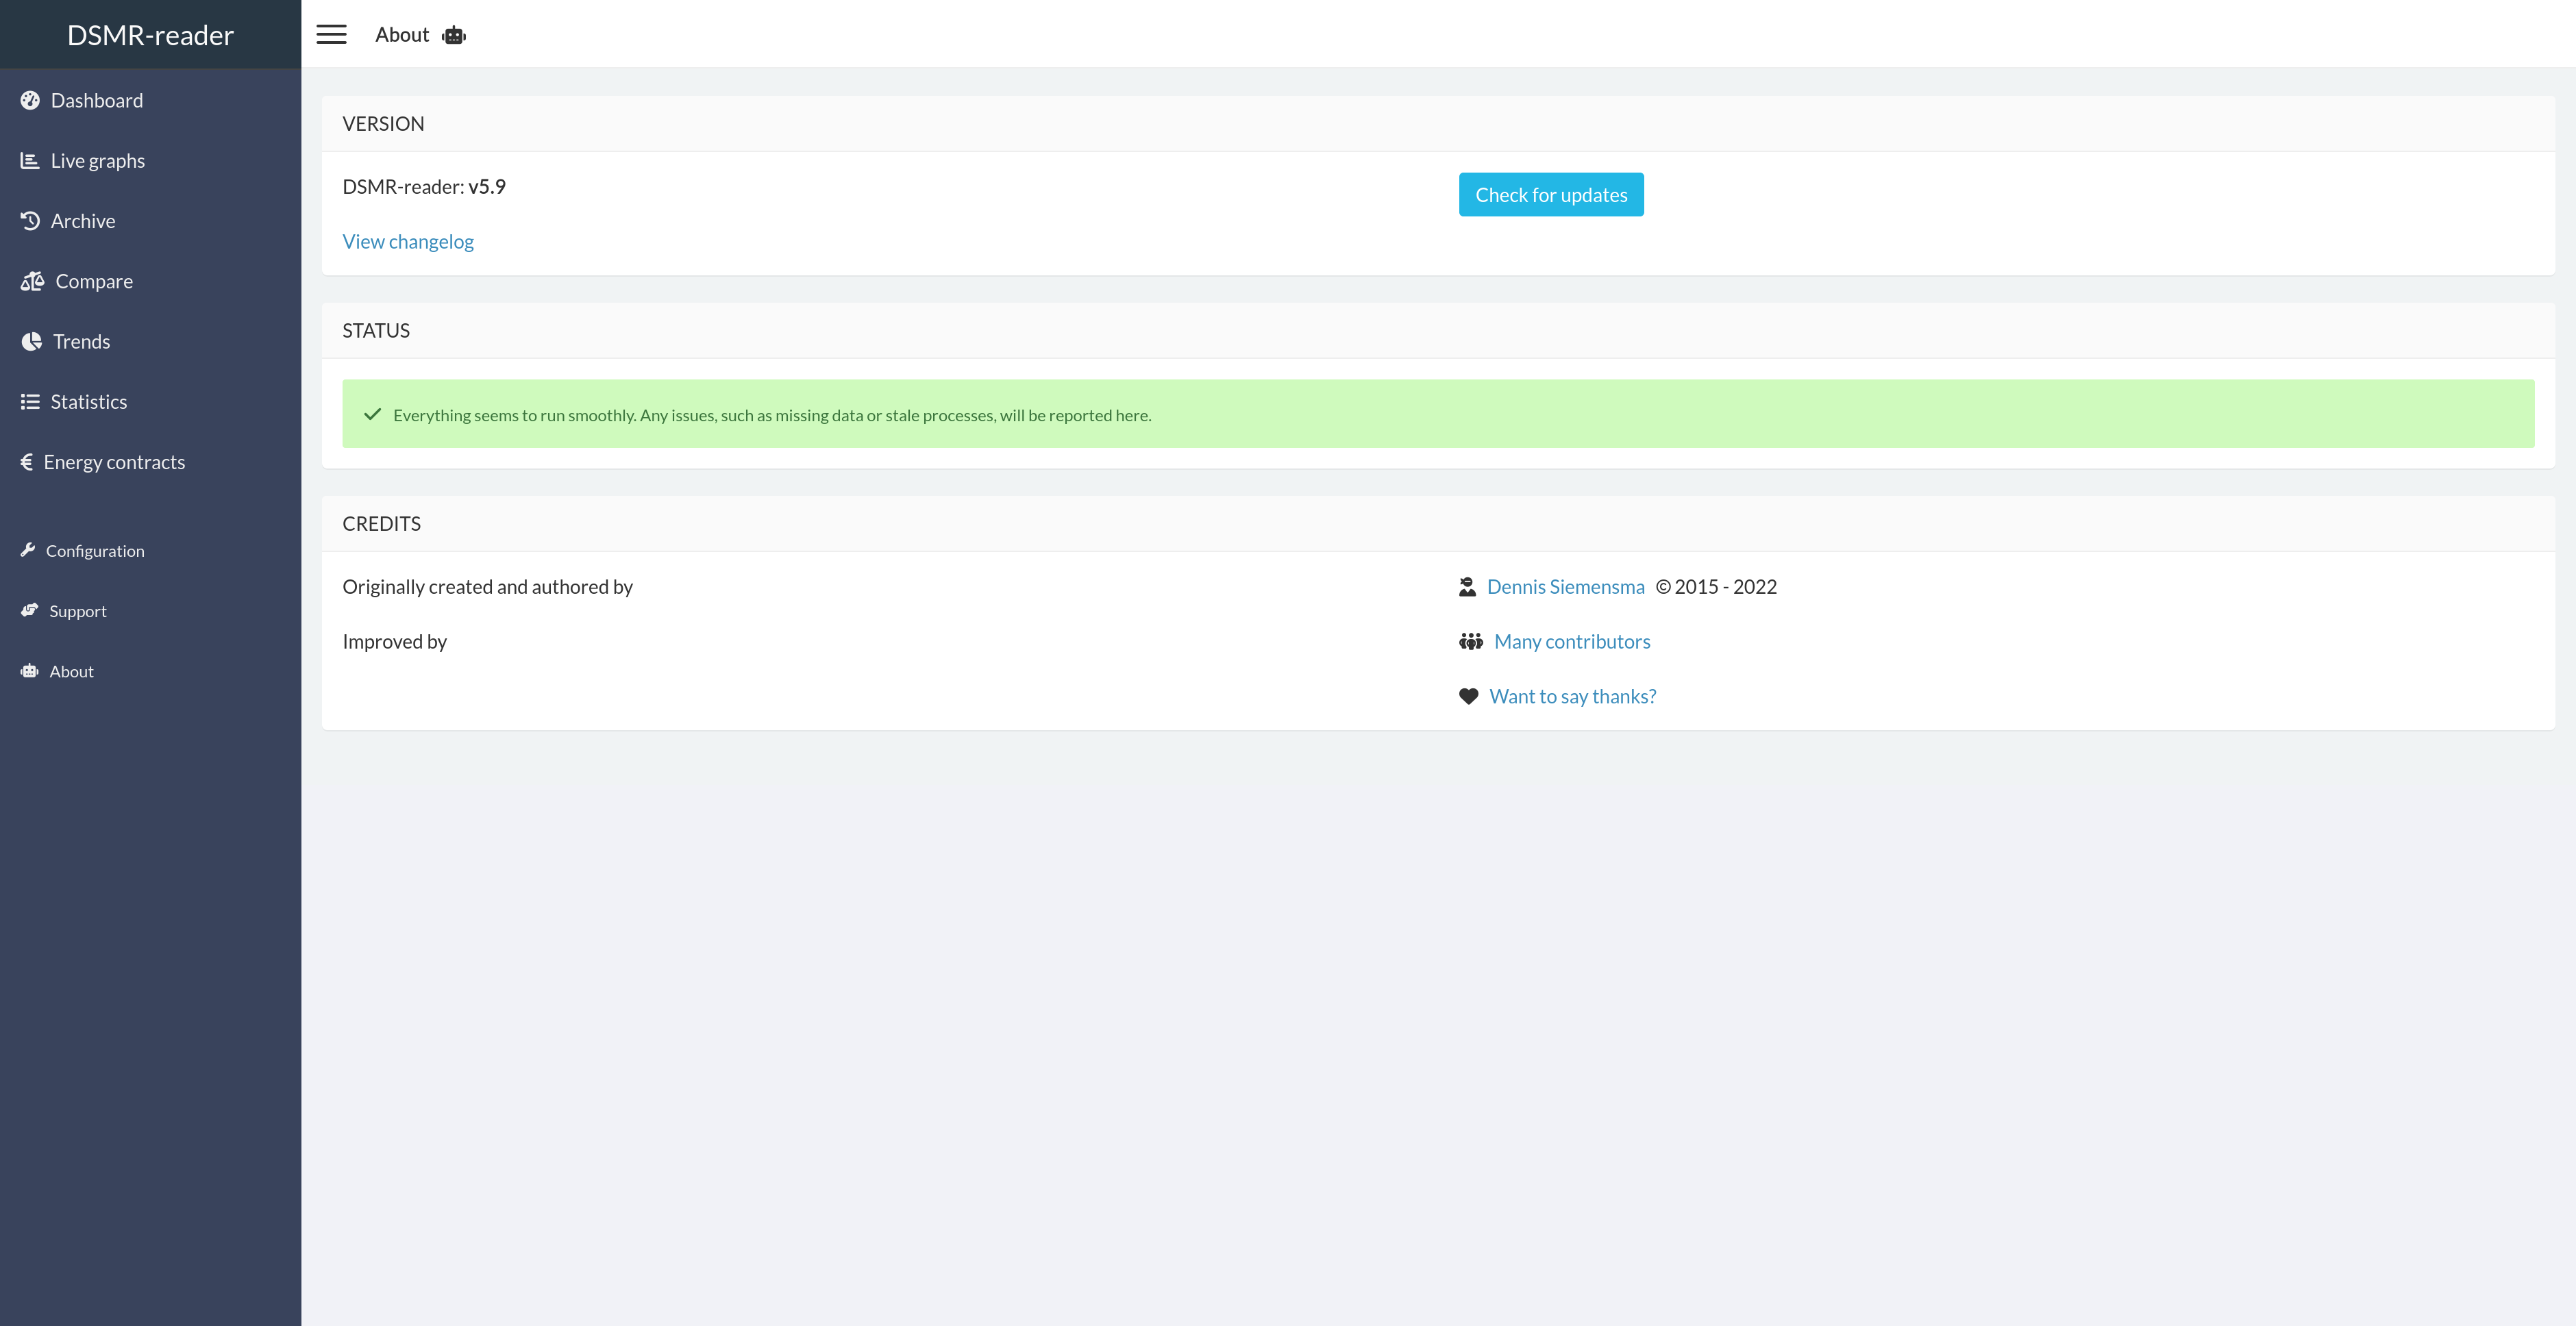 DSMR-reader
About
Dashboard
Live graphs
Archive
Compare
Trends
Statistics
Energy contracts
Configuration
Support
About
VERSION
DSMR-reader: v5.9
Check for updates
View changelog
STATUS
Everything seems to run smoothly. Any issues, such as missing data or stale processes, will be reported here.
CREDITS
Originally created and authored by
Dennis Siemensma © 2015 - 2022
Improved by
Many contributors
Want to say thanks?